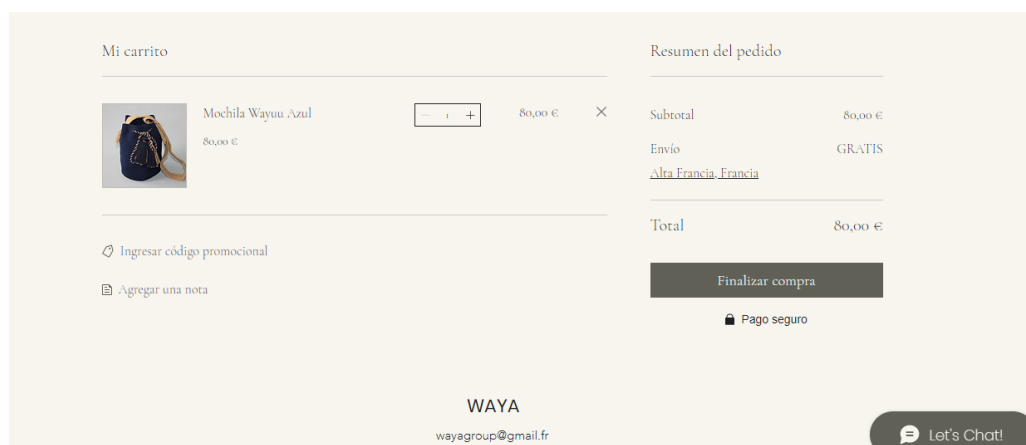 Mi carrito
Mochila Wayuu Azul
80,00 €
1
80,00 €
Ingresar código promocional
Agregar una nota
Resumen del pedido
Subtotal 80,00 €
Envío GRATIS
Alta Francia, Francia
Total 80,00 €
Finalizar compra
Pago seguro
WAYA
wayagroup@gmail.fr
Let's Chat!